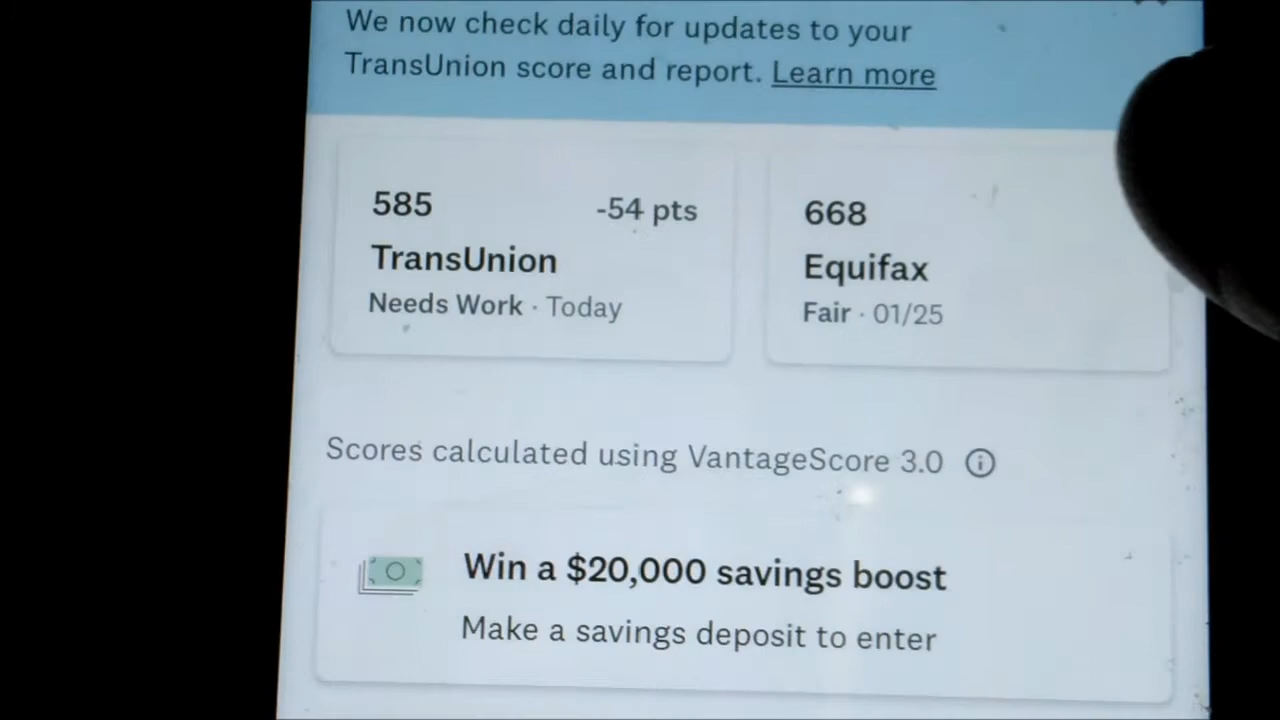 We now check daily for updates to your
TransUnion score and report. Learn more
585 -54 pts
TransUnion
Needs Work · Today
668
Equifax
Fair · 01/25
Scores calculated using VantageScore 3.0
Win a $20,000 savings boost
Make a savings deposit to enter